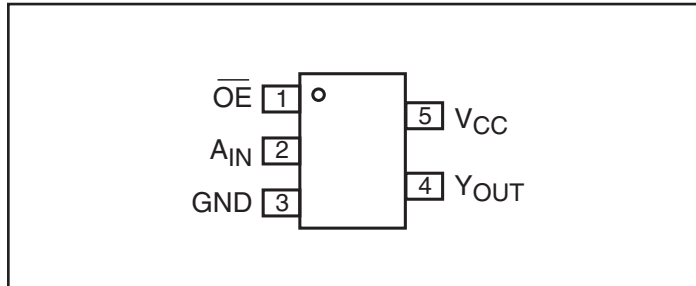 OE 1
A_IN 2
GND 3
5 V_CC
4 Y_OUT